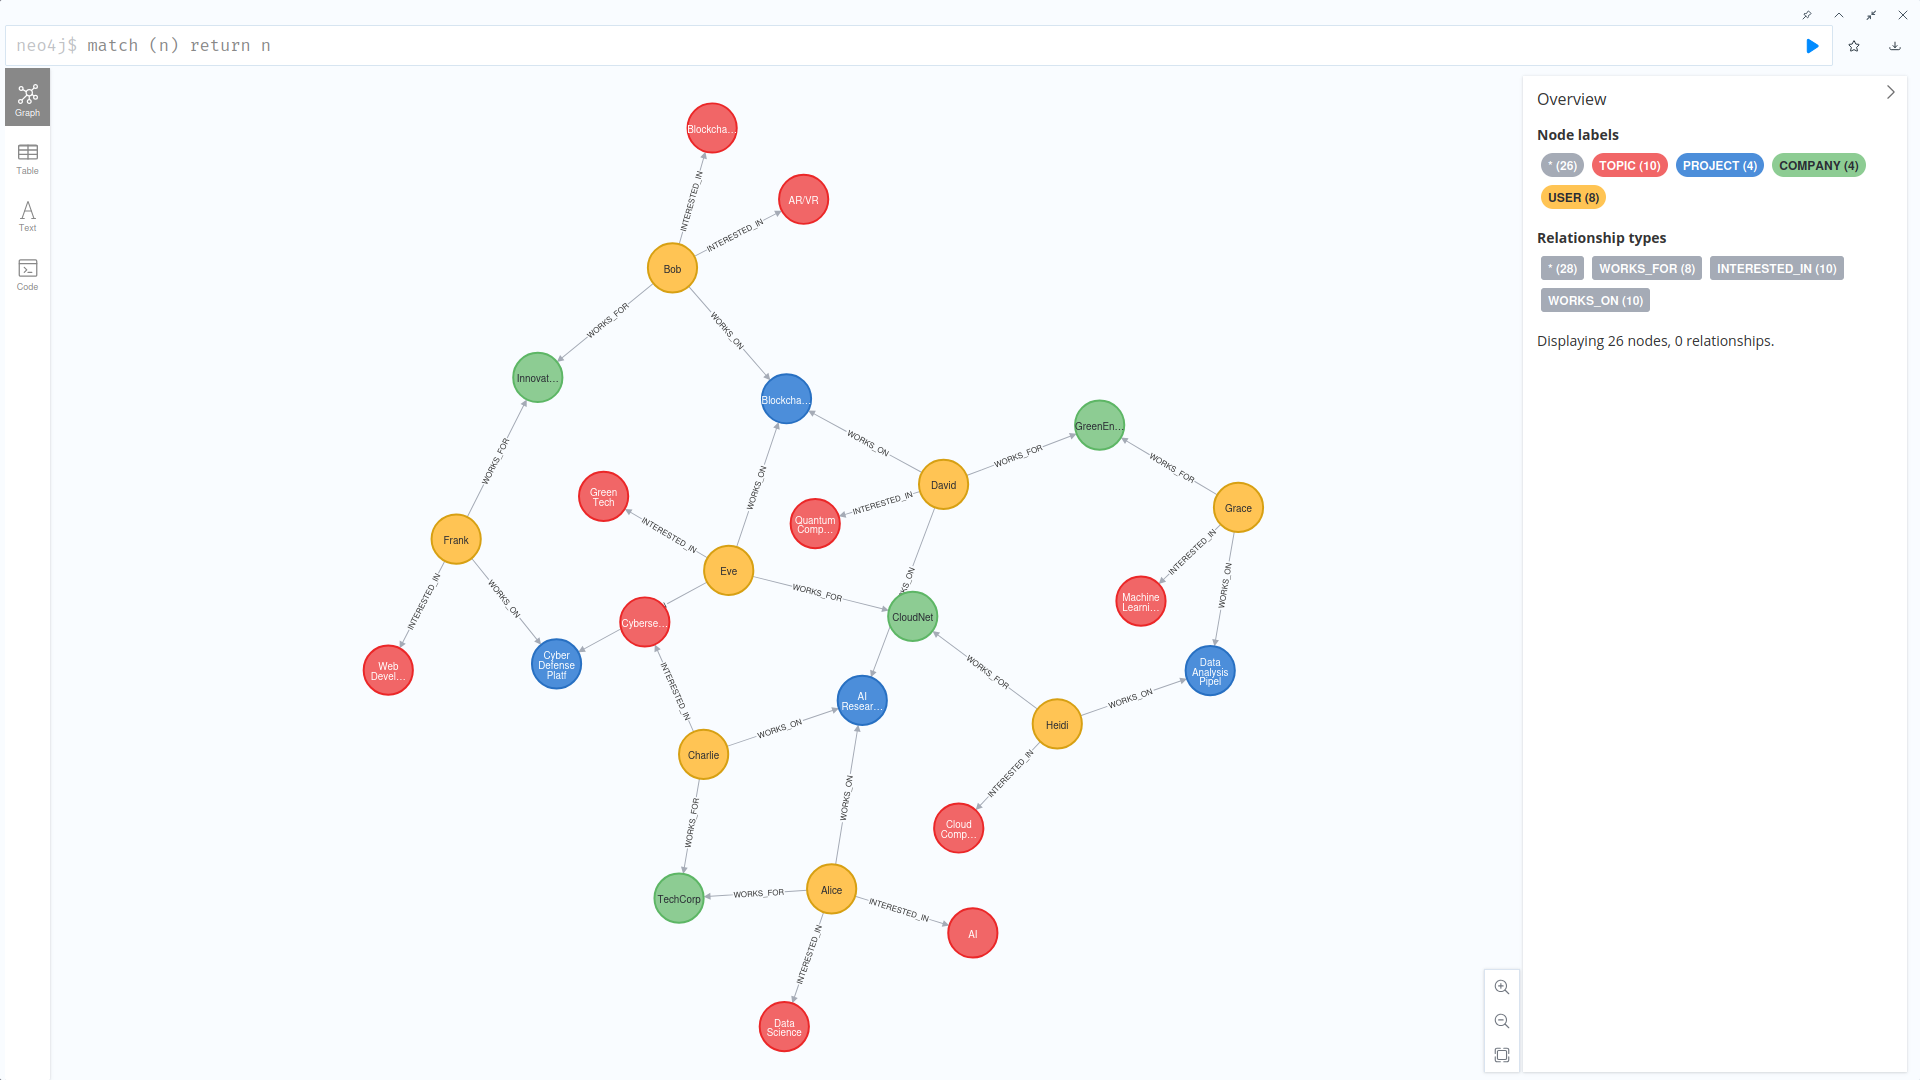 neo4j$ match (n) return n
Graph
Table
Text
Code
Overview
Node labels
* (26) TOPIC (10) PROJECT (4) COMPANY (4)
USER (8)
Relationship types
* (28) WORKS_FOR (8) INTERESTED_IN (10)
WORKS_ON (10)
Displaying 26 nodes, 0 relationships.
Blockcha...
INTERESTED_IN
AR/VR
INTERESTED_IN
Bob
WORKS_FOR
WORKS_ON
Innovat...
Blockcha...
WORKS_FOR
WORKS_ON
WORKS_ON
David
WORKS_FOR
GreenEn...
WORKS_FOR
Grace
Green
Tech
INTERESTED_IN
Quantum
Comp...
INTERESTED_IN
Frank
INTERESTED_IN
WORKS_ON
Eve
WORKS_FOR
KS_ON
CloudNet
INTERESTED_IN
WORKS_ON
Machine
Learni...
Cyberse...
Web
Devel...
Cyber
Defense
Platf
INTERESTED_IN
AI
Resear...
WORKS_FOR
Data
Analysis
Pipel
WORKS_ON
Heidi
Charlie
WORKS_ON
WORKS_FOR
WORKS_ON
INTERESTED_IN
Cloud
Comp...
TechCorp
WORKS_FOR
Alice
INTERESTED_IN
AI
INTERESTED_IN
Data
Science